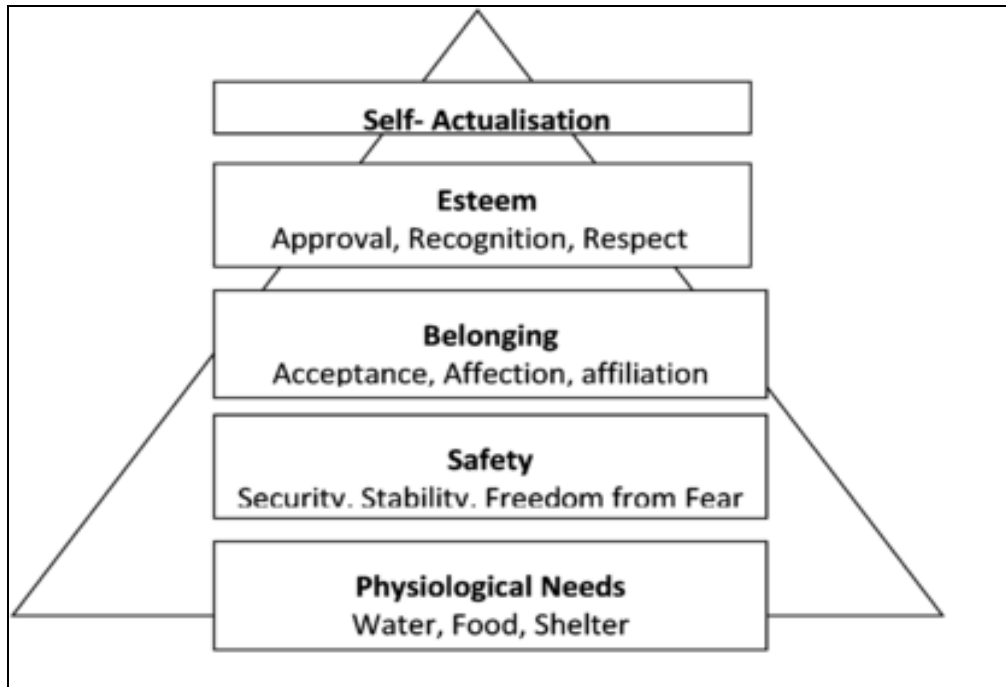 Self- Actualisation
Esteem
Approval, Recognition, Respect
Belonging
Acceptance, Affection, affiliation
Safety
Security, Stability, Freedom from Fear
Physiological Needs
Water, Food, Shelter